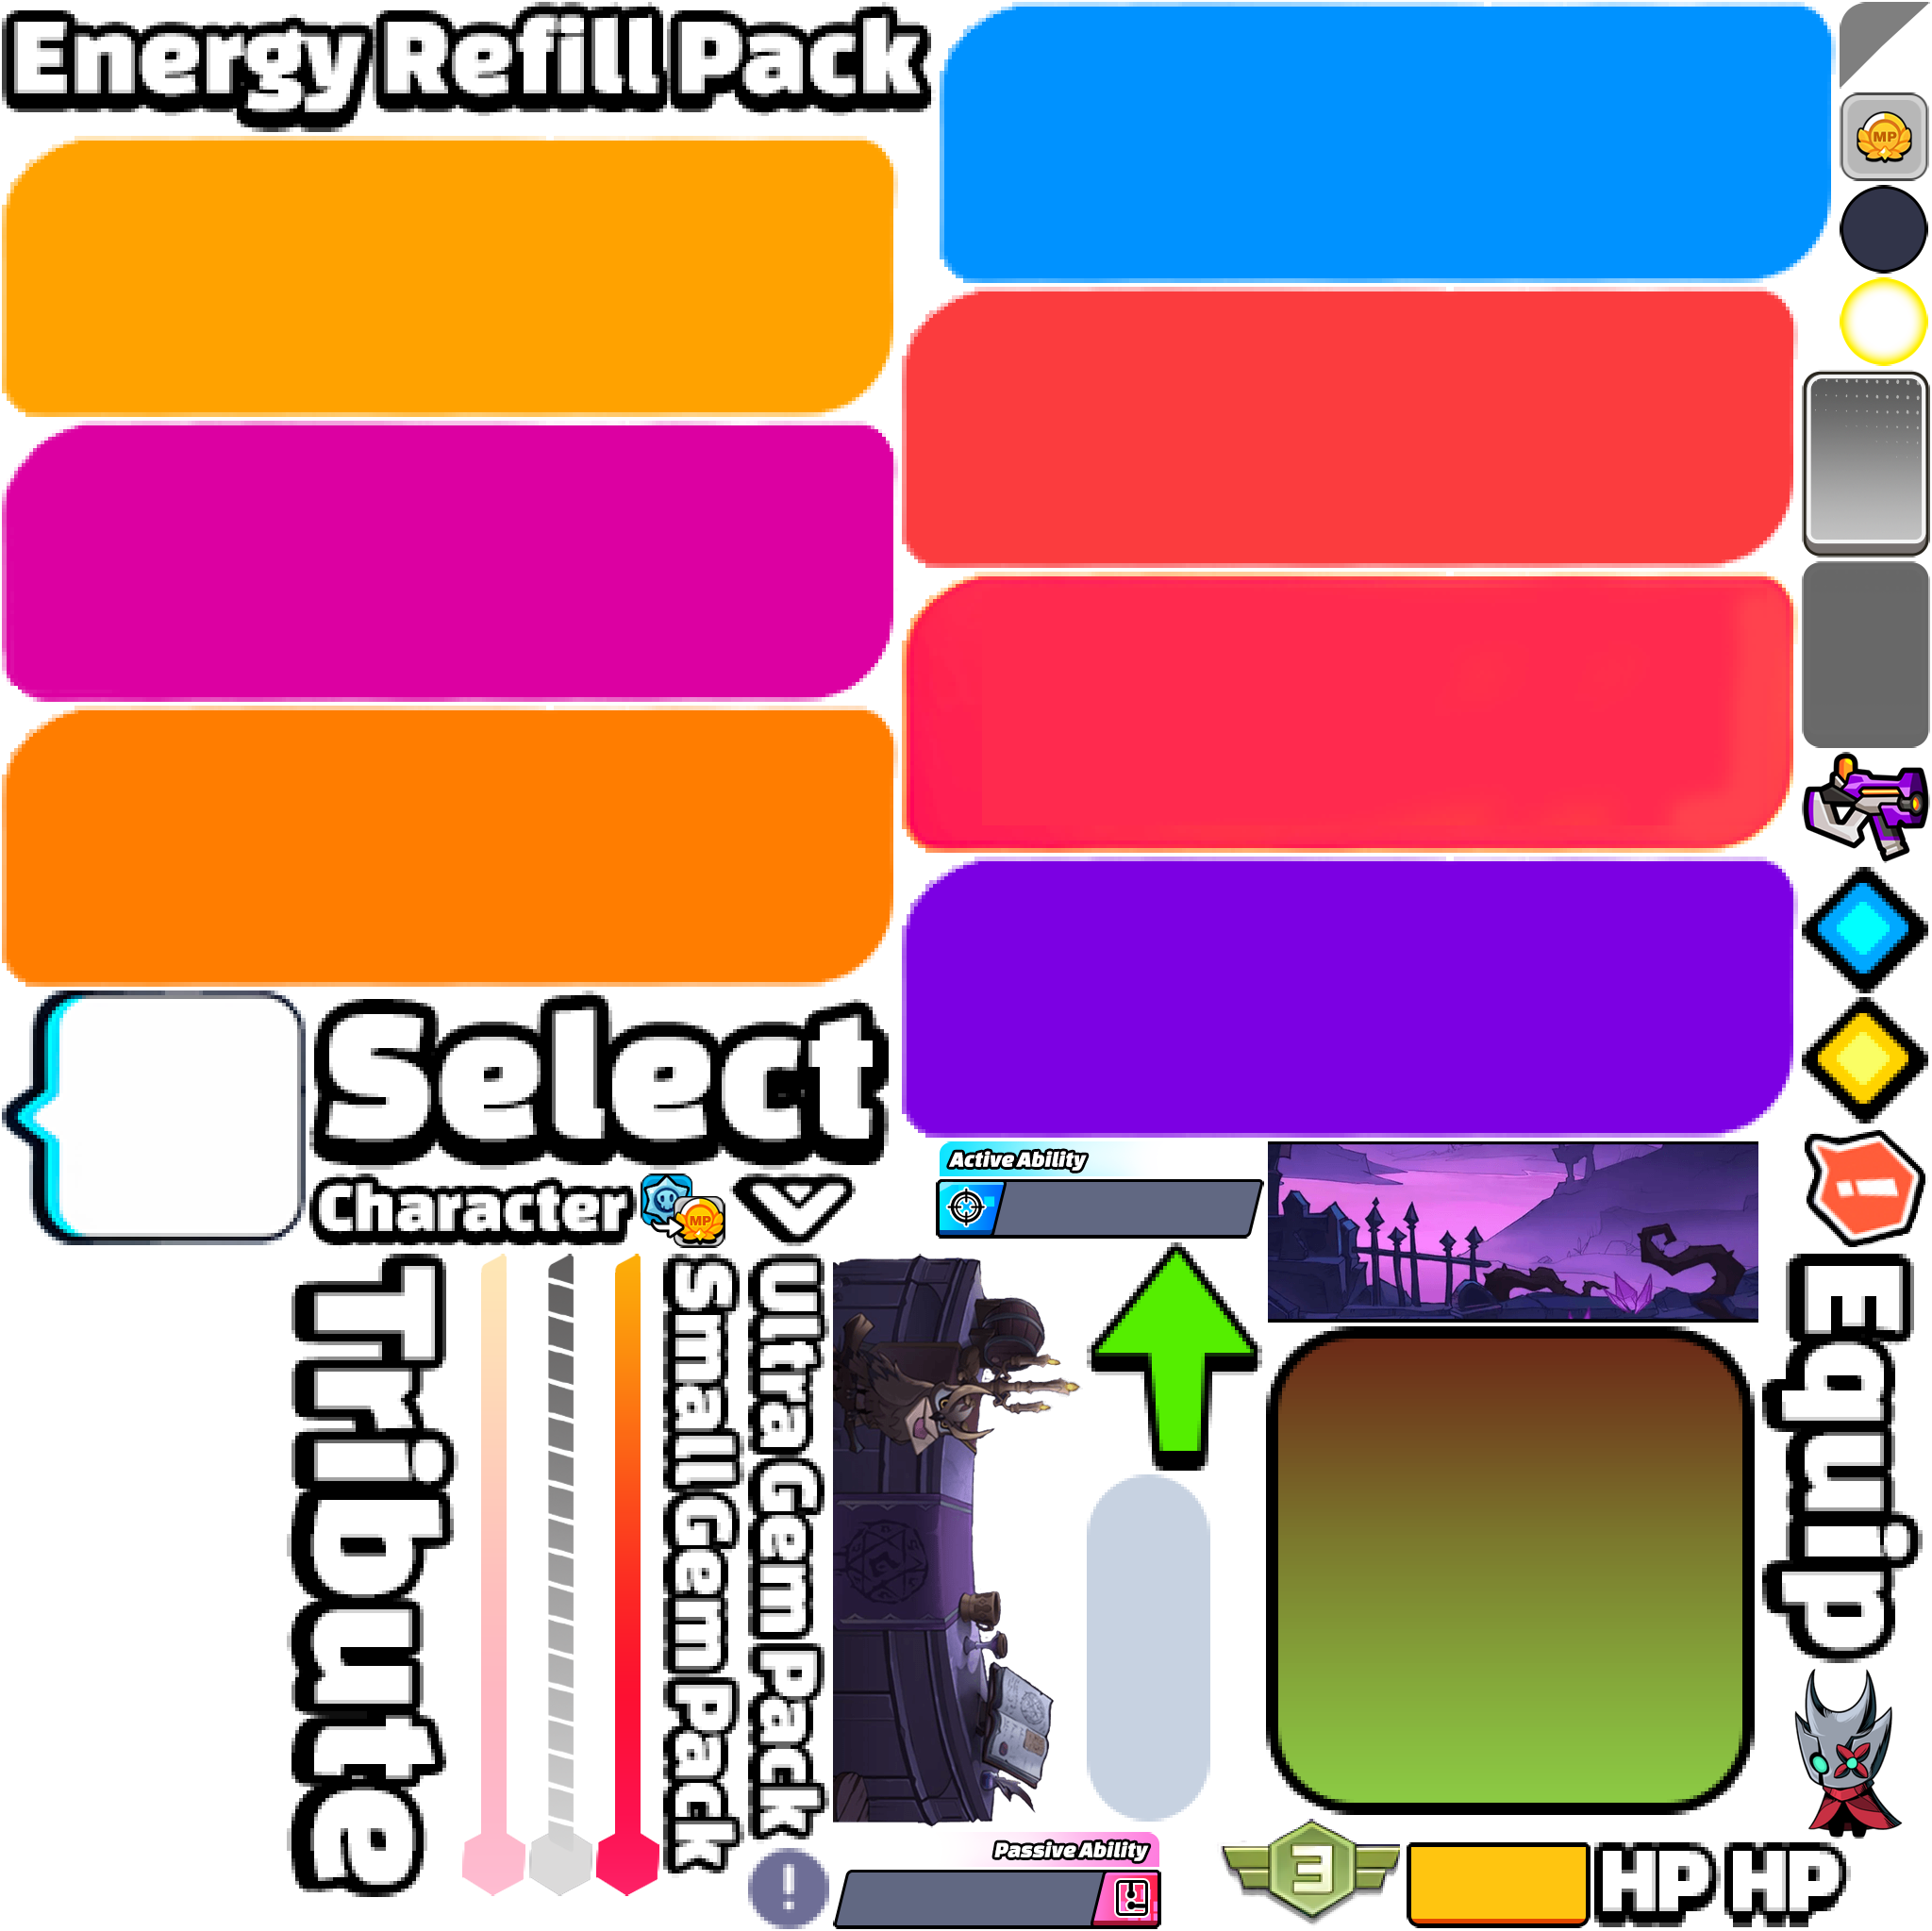 Energy Refill Pack
MP
Select
Character
MP
Active Ability
Tribute
Small Gem Pack
Ultra Gem Pack
!
Equip
Passive Ability
3
HP
HP